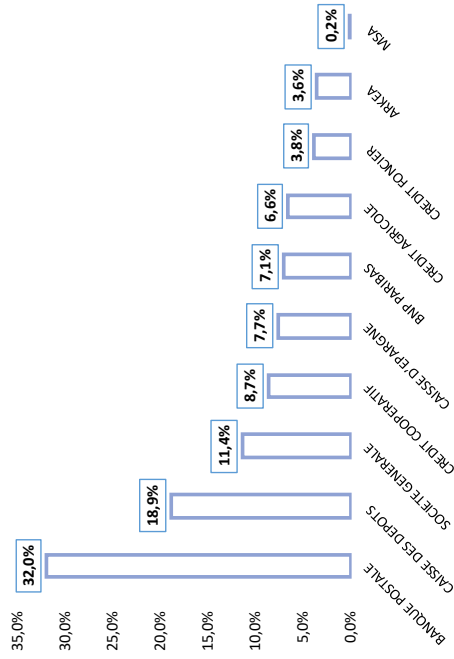 35,0%
30,0%
25,0%
20,0%
15,0%
10,0%
5,0%
0,0%
32,0%
18,9%
11,4%
8,7%
7,7%
7,1%
6,6%
3,8%
3,6%
0,2%
BANQUE POSTALE
CAISSE DES DEPOTS
SOCIETE GENERALE
CREDIT COOPERATIF
CAISSE D'EPARGNE
BNP PARIBAS
CREDIT AGRICOLE
CREDIT FONCIER
ARKEA
MSA